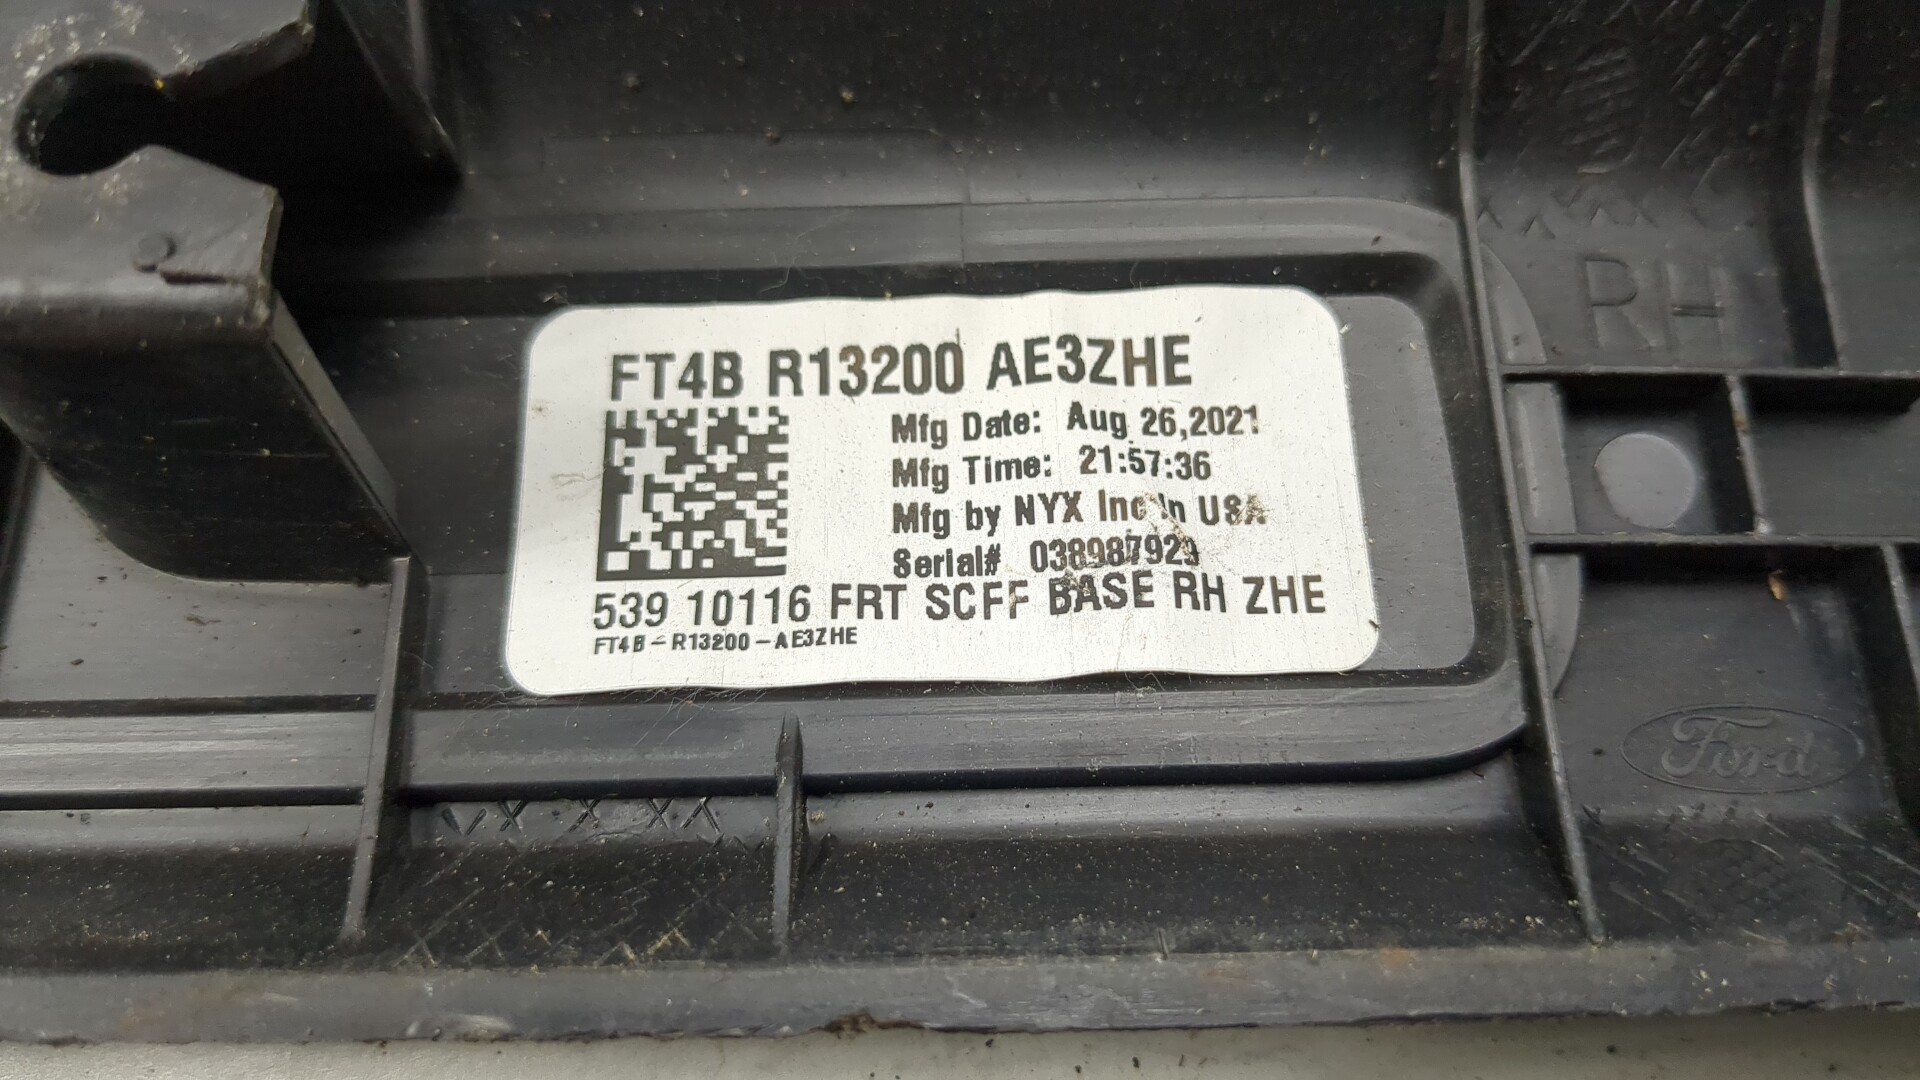 FT4B R13200 AE3ZHE
Mfg Date: Aug 26,2021
Mfg Time: 21:57:36
Mfg by NYX Inc in USA
Serial# 038987929
539 10116 FRT SCFF BASE RH ZHE
FT4B-R13200-AE3ZHE
RH
Ford